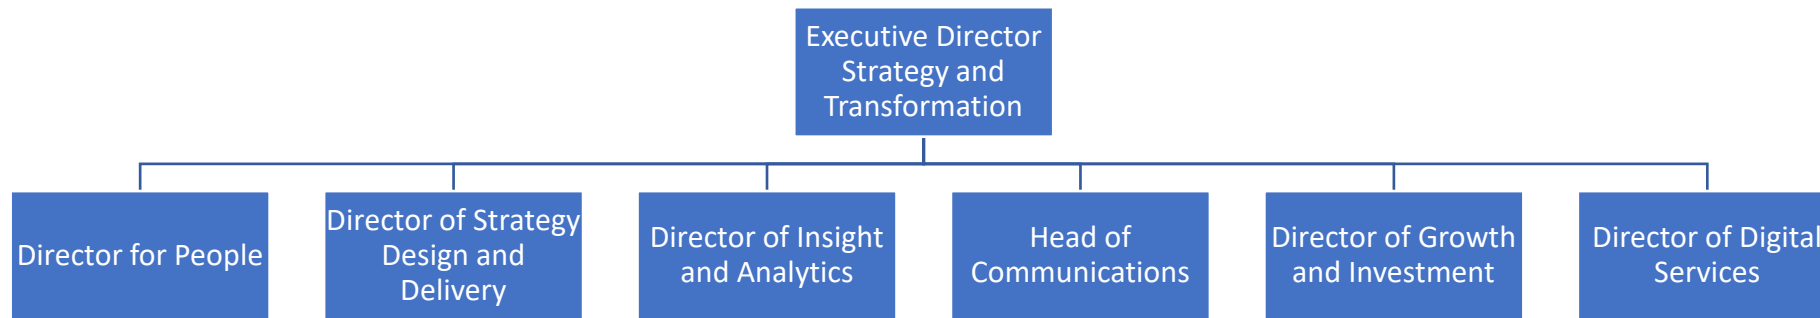 Executive Director
Strategy and
Transformation
Director for People
Director of Strategy
Design and
Delivery
Director of Insight
and Analytics
Head of
Communications
Director of Growth
and Investment
Director of Digital
Services